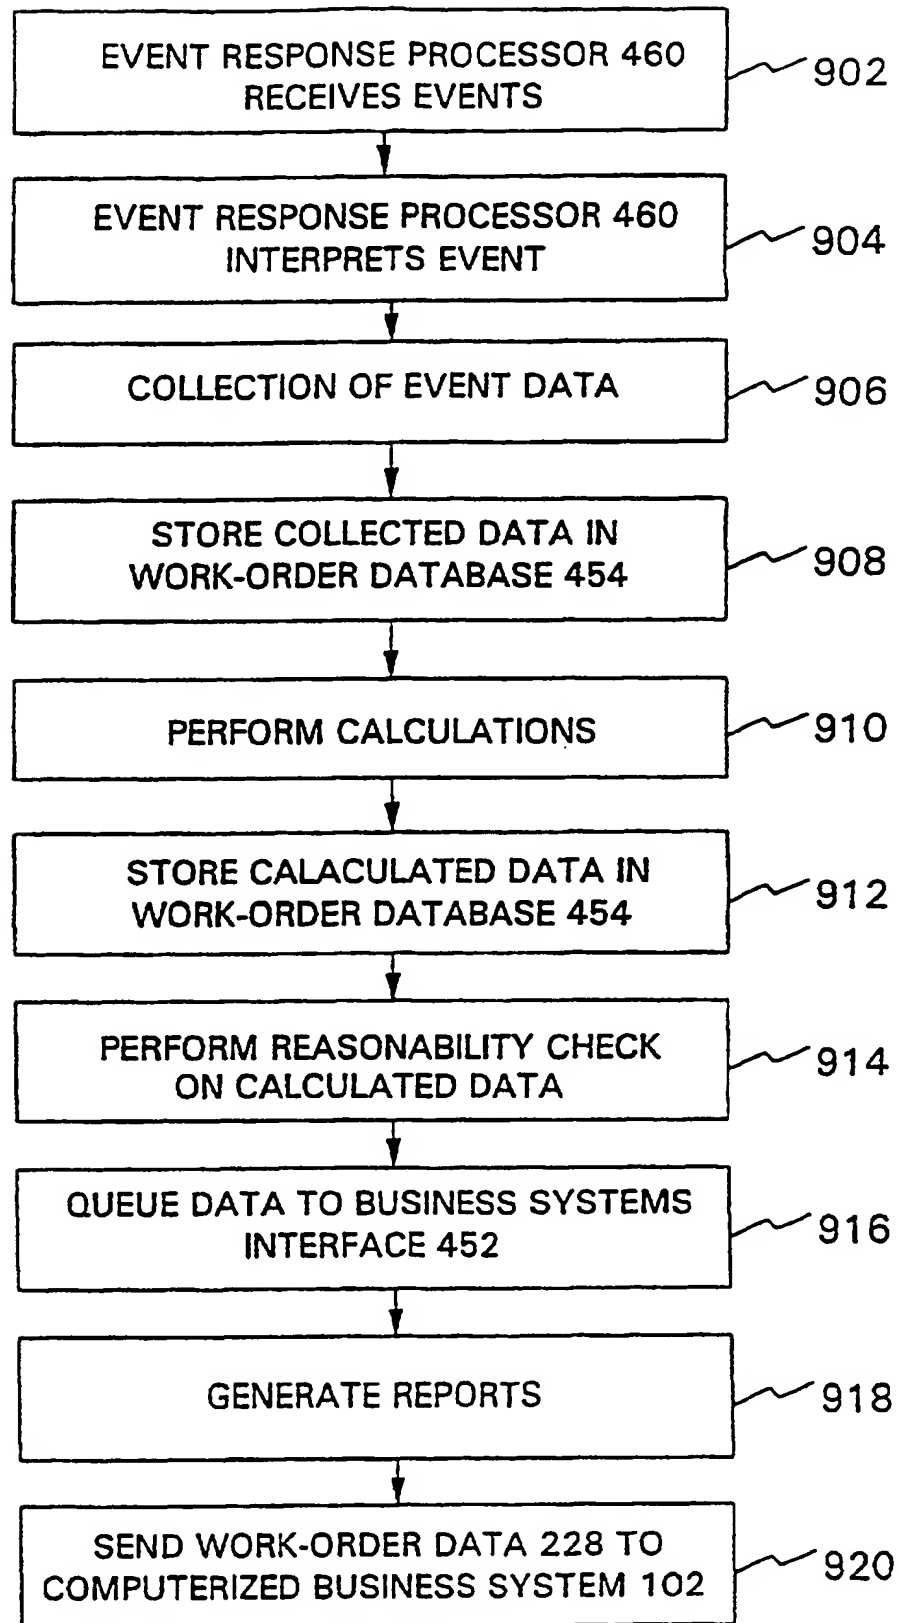 EVENT RESPONSE PROCESSOR 460
RECEIVES EVENTS
902
EVENT RESPONSE PROCESSOR 460
INTERPRETS EVENT
904
COLLECTION OF EVENT DATA
906
STORE COLLECTED DATA IN
WORK-ORDER DATABASE 454
908
PERFORM CALCULATIONS
910
STORE CALACULATED DATA IN
WORK-ORDER DATABASE 454
912
PERFORM REASONABILITY CHECK
ON CALCULATED DATA
914
QUEUE DATA TO BUSINESS SYSTEMS
INTERFACE 452
916
GENERATE REPORTS
918
SEND WORK-ORDER DATA 228 TO
COMPUTERIZED BUSINESS SYSTEM 102
920